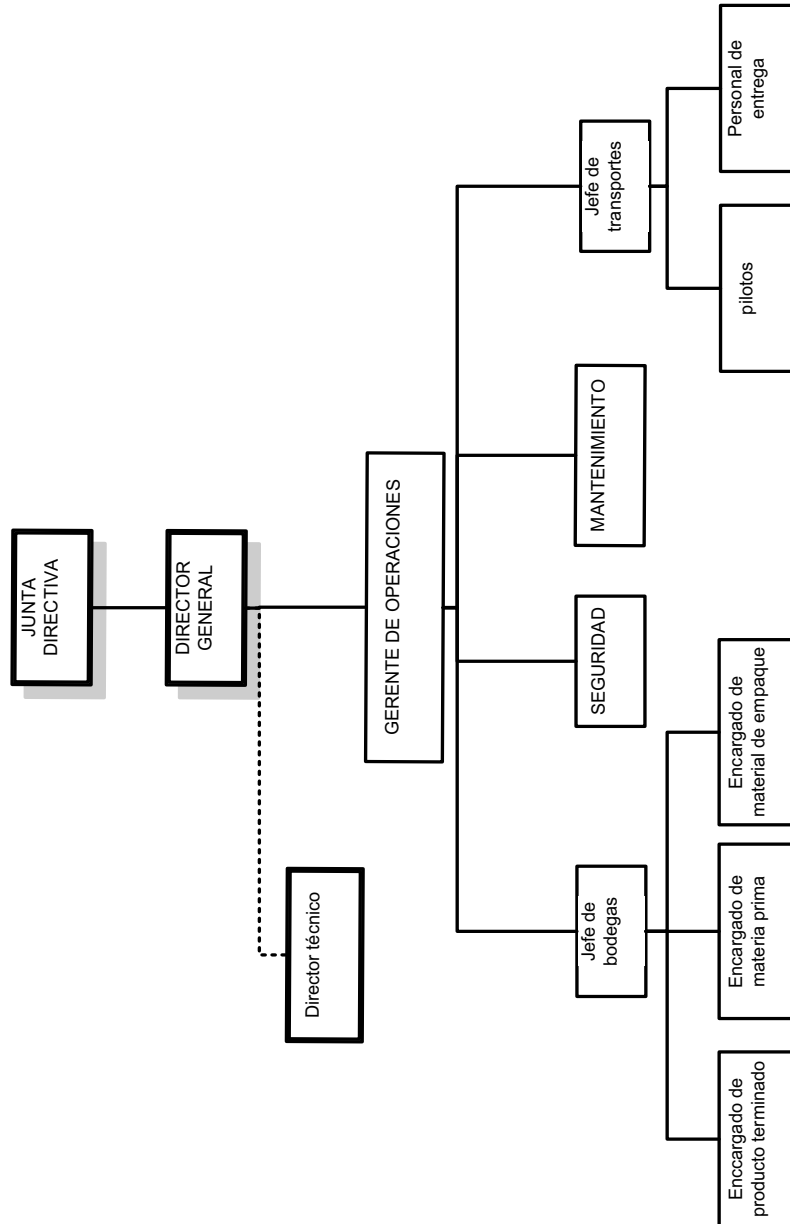 JUNTA
DIRECTIVA
DIRECTOR
GENERAL
Director técnico
GERENTE DE OPERACIONES
Jefe de
bodegas
SEGURIDAD
MANTENIMIENTO
Jefe de
transportes
Enccargado de
producto terminado
Encargado de
materia prima
Encargado de
material de empaque
pilotos
Personal de
entrega